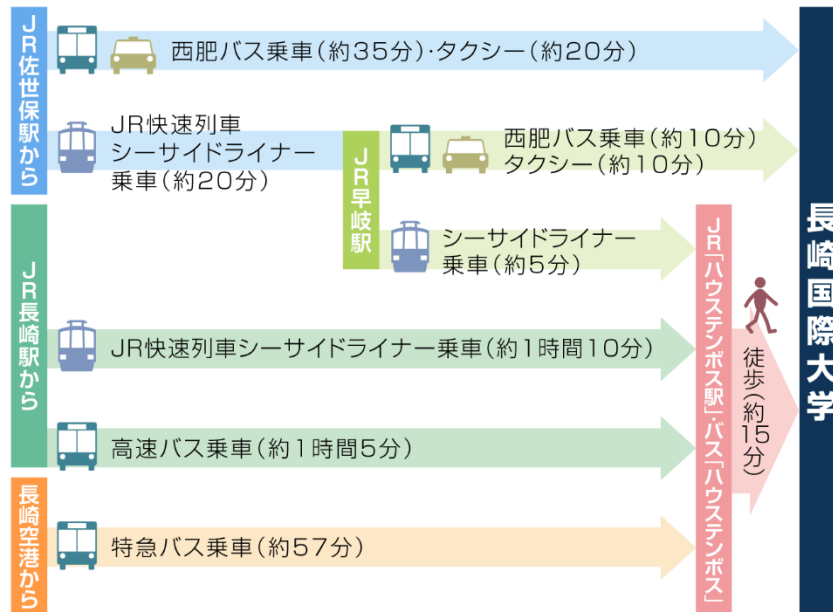 JR佐世保駅から
西肥バス乗車(約35分)・タクシー(約20分)
JR快速列車
シーサイドライナー
乗車(約20分)
JR早岐駅
西肥バス乗車(約10分)
タクシー(約10分)
シーサイドライナー
乗車(約5分)
JR長崎駅から
JR快速列車シーサイドライナー乗車(約1時間10分)
高速バス乗車(約1時間5分)
長崎空港から
特急バス乗車(約57分)
JR「ハウステンボス駅」・バス「ハウステンボス」
徒歩(約15分)
長崎国際大学